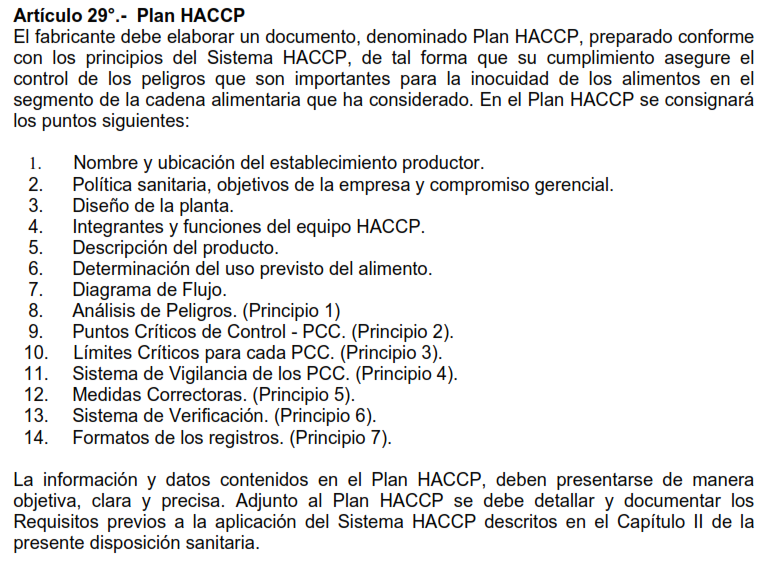 Artículo 29°.- Plan HACCP
El fabricante debe elaborar un documento, denominado Plan HACCP, preparado conforme
con los principios del Sistema HACCP, de tal forma que su cumplimiento asegure el
control de los peligros que son importantes para la inocuidad de los alimentos en el
segmento de la cadena alimentaria que ha considerado. En el Plan HACCP se consignará
los puntos siguientes:
1. Nombre y ubicación del establecimiento productor.
2. Política sanitaria, objetivos de la empresa y compromiso gerencial.
3. Diseño de la planta.
4. Integrantes y funciones del equipo HACCP.
5. Descripción del producto.
6. Determinación del uso previsto del alimento.
7. Diagrama de Flujo.
8. Análisis de Peligros. (Principio 1)
9. Puntos Críticos de Control - PCC. (Principio 2).
10. Límites Críticos para cada PCC. (Principio 3).
11. Sistema de Vigilancia de los PCC. (Principio 4).
12. Medidas Correctoras. (Principio 5).
13. Sistema de Verificación. (Principio 6).
14. Formatos de los registros. (Principio 7).
La información y datos contenidos en el Plan HACCP, deben presentarse de manera
objetiva, clara y precisa. Adjunto al Plan HACCP se debe detallar y documentar los
Requisitos previos a la aplicación del Sistema HACCP descritos en el Capítulo II de la
presente disposición sanitaria.